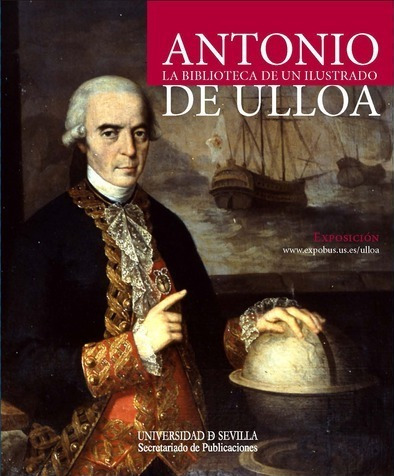 ANTONIO
LA BIBLIOTECA DE UN ILUSTRADO
DE ULLOA
EXPOSICIÓN
www.expobus.us.es/ulloa
UNIVERSIDAD D SEVILLA
Secretariado de Publicaciones